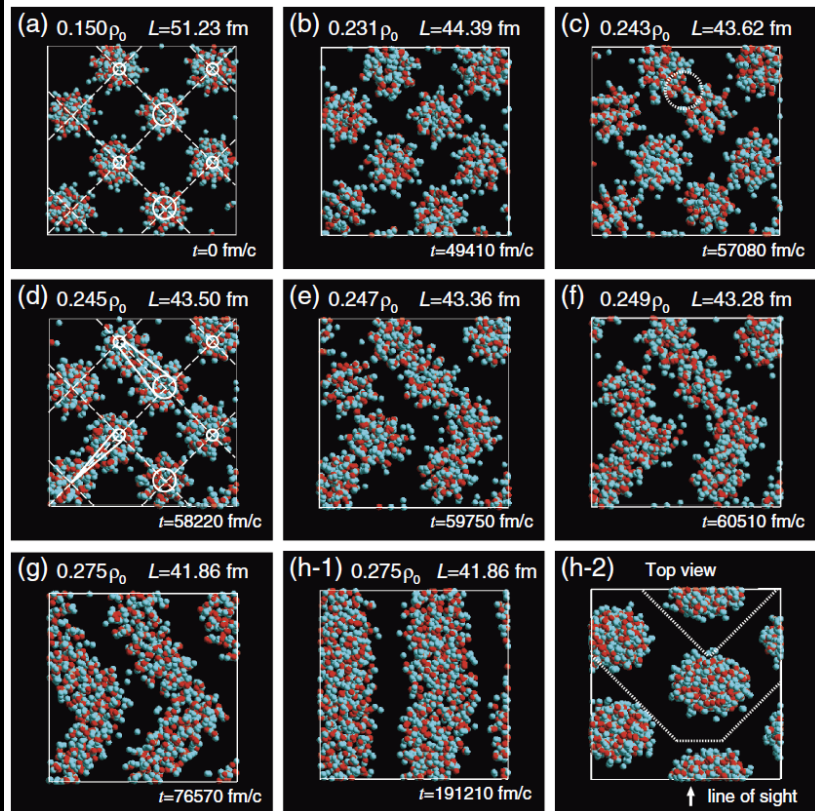 (a) 0.150ρ₀ L=51.23 fm
t=0 fm/c
(b) 0.231ρ₀ L=44.39 fm
t=49410 fm/c
(c) 0.243ρ₀ L=43.62 fm
t=57080 fm/c
(d) 0.245ρ₀ L=43.50 fm
t=58220 fm/c
(e) 0.247ρ₀ L=43.36 fm
t=59750 fm/c
(f) 0.249ρ₀ L=43.28 fm
t=60510 fm/c
(g) 0.275ρ₀ L=41.86 fm
t=76570 fm/c
(h-1) 0.275ρ₀ L=41.86 fm
t=191210 fm/c
(h-2) Top view
line of sight